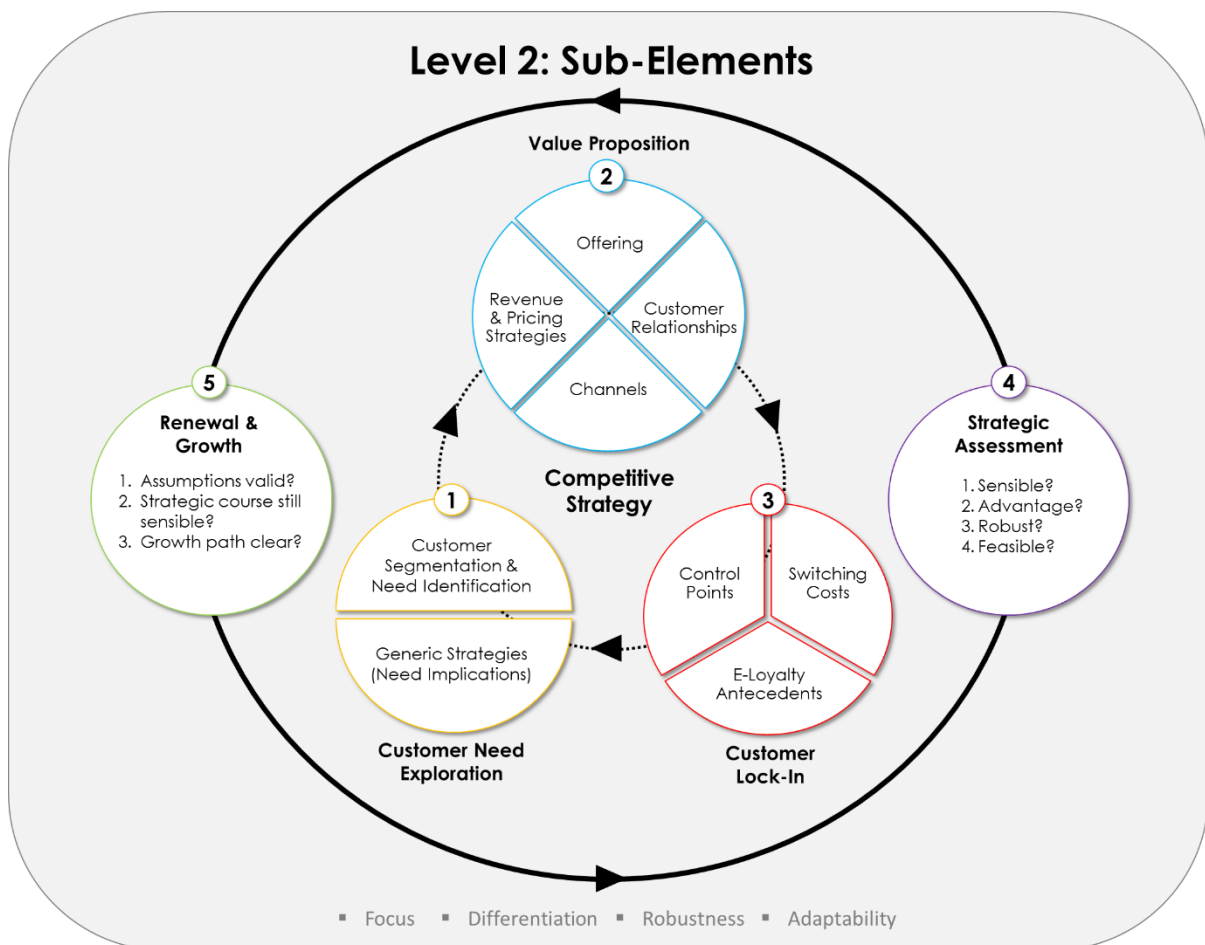 Level 2: Sub-Elements
Value Proposition
2
Offering
Revenue
& Pricing
Strategies
Customer
Relationships
Channels
Competitive
Strategy
5
Renewal &
Growth
1. Assumptions valid?
2. Strategic course still
sensible?
3. Growth path clear?
4
Strategic
Assessment
1. Sensible?
2. Advantage?
3. Robust?
4. Feasible?
1
Customer
Segmentation &
Need Identification
Generic Strategies
(Need Implications)
Customer Need
Exploration
3
Control
Points
Switching
Costs
E-Loyalty
Antecedents
Customer
Lock-In
▪ Focus ▪ Differentiation ▪ Robustness ▪ Adaptability